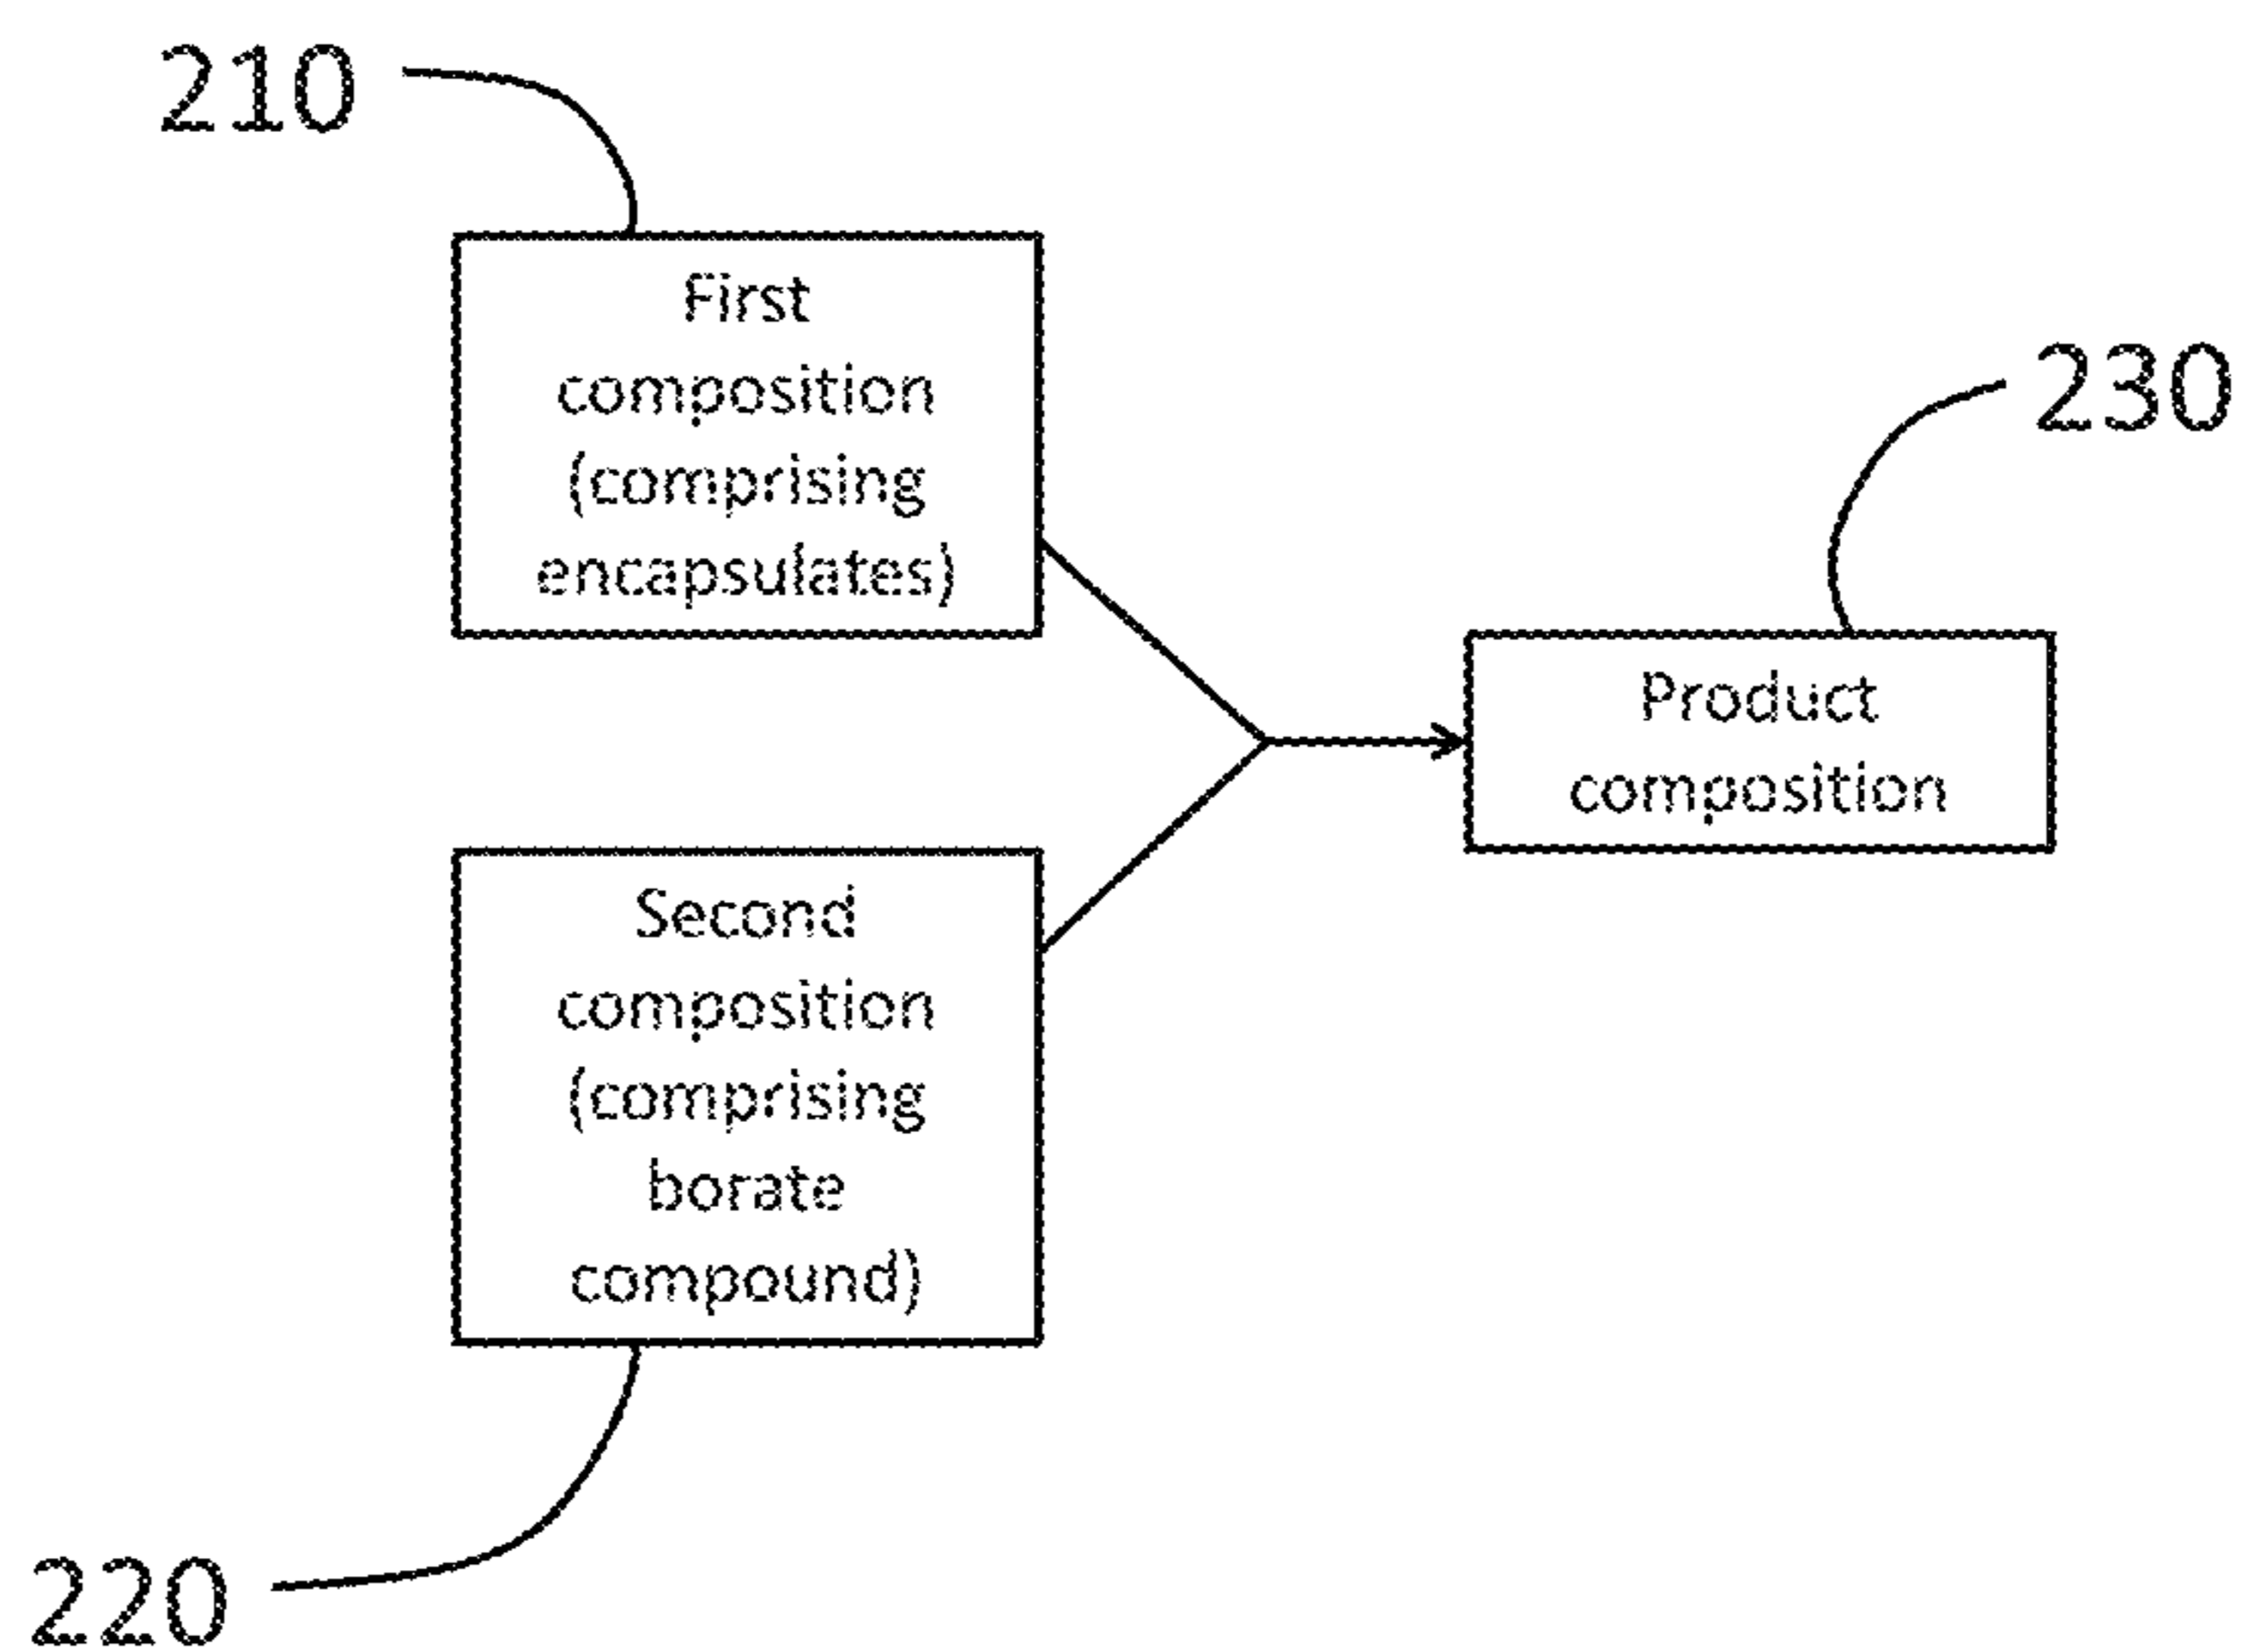 210
First
composition
(comprising
encapsulates)
230
Product
composition
Second
composition
(comprising
borate
compound)
220